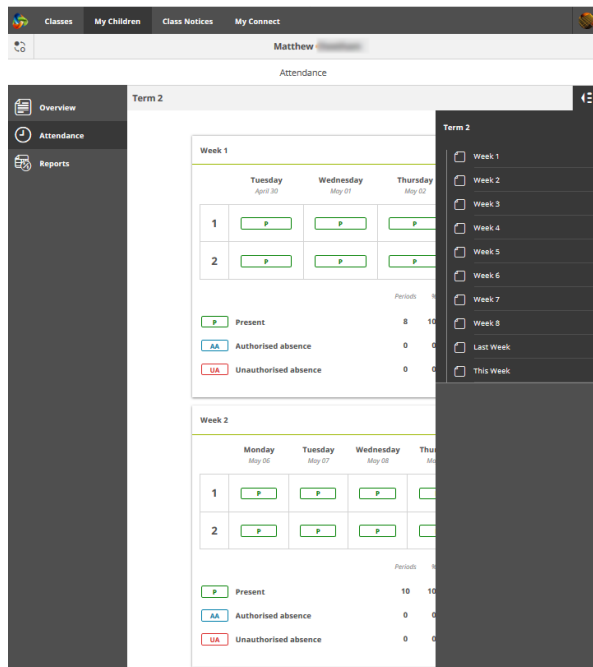 Classes My Children Class Notices My Connect
Matthew
Attendance
Overview
Attendance
Reports
Term 2
Week 1
Tuesday Wednesday Thursday
April 30 May 01 May 02
1 P P P
2 P P P
Periods %
P Present 8 10
AA Authorised absence 0 0
UA Unauthorised absence 0 0
Week 2
Monday Tuesday Wednesday Thu
May 06 May 07 May 08 Ma
1 P P P
2 P P P
Periods %
P Present 10 10
AA Authorised absence 0 0
UA Unauthorised absence 0 0
Term 2
Week 1
Week 2
Week 3
Week 4
Week 5
Week 6
Week 7
Week 8
Last Week
This Week